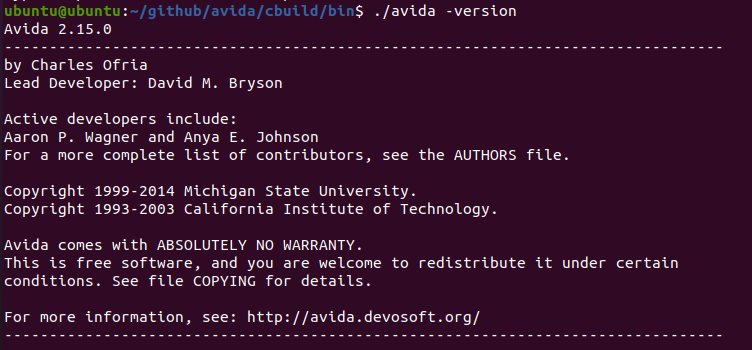 ubuntu@ubuntu:~/github/avida/cbuild/bin$ ./avida -version
Avida 2.15.0
--------------------------------------------------------------------------------
by Charles Ofria
Lead Developer: David M. Bryson
Active developers include:
Aaron P. Wagner and Anya E. Johnson
For a more complete list of contributors, see the AUTHORS file.
Copyright 1999-2014 Michigan State University.
Copyright 1993-2003 California Institute of Technology.
Avida comes with ABSOLUTELY NO WARRANTY.
This is free software, and you are welcome to redistribute it under certain
conditions. See file COPYING for details.
For more information, see: http://avida.devosoft.org/
--------------------------------------------------------------------------------